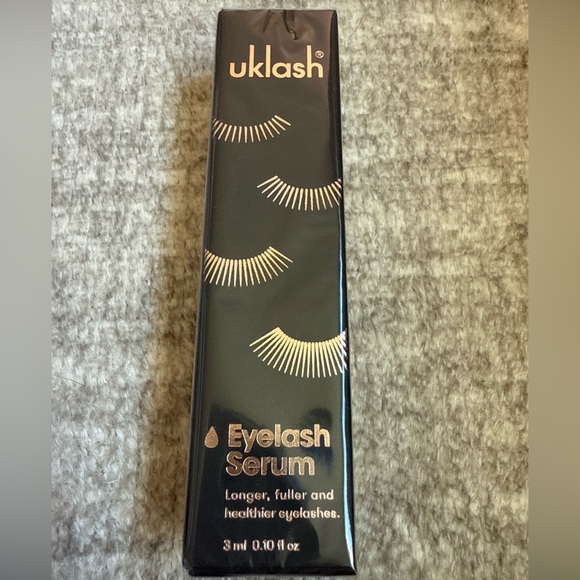 uklash®
Eyelash
Serum
Longer, fuller and
healthier eyelashes.
3 ml 0.10 fl oz